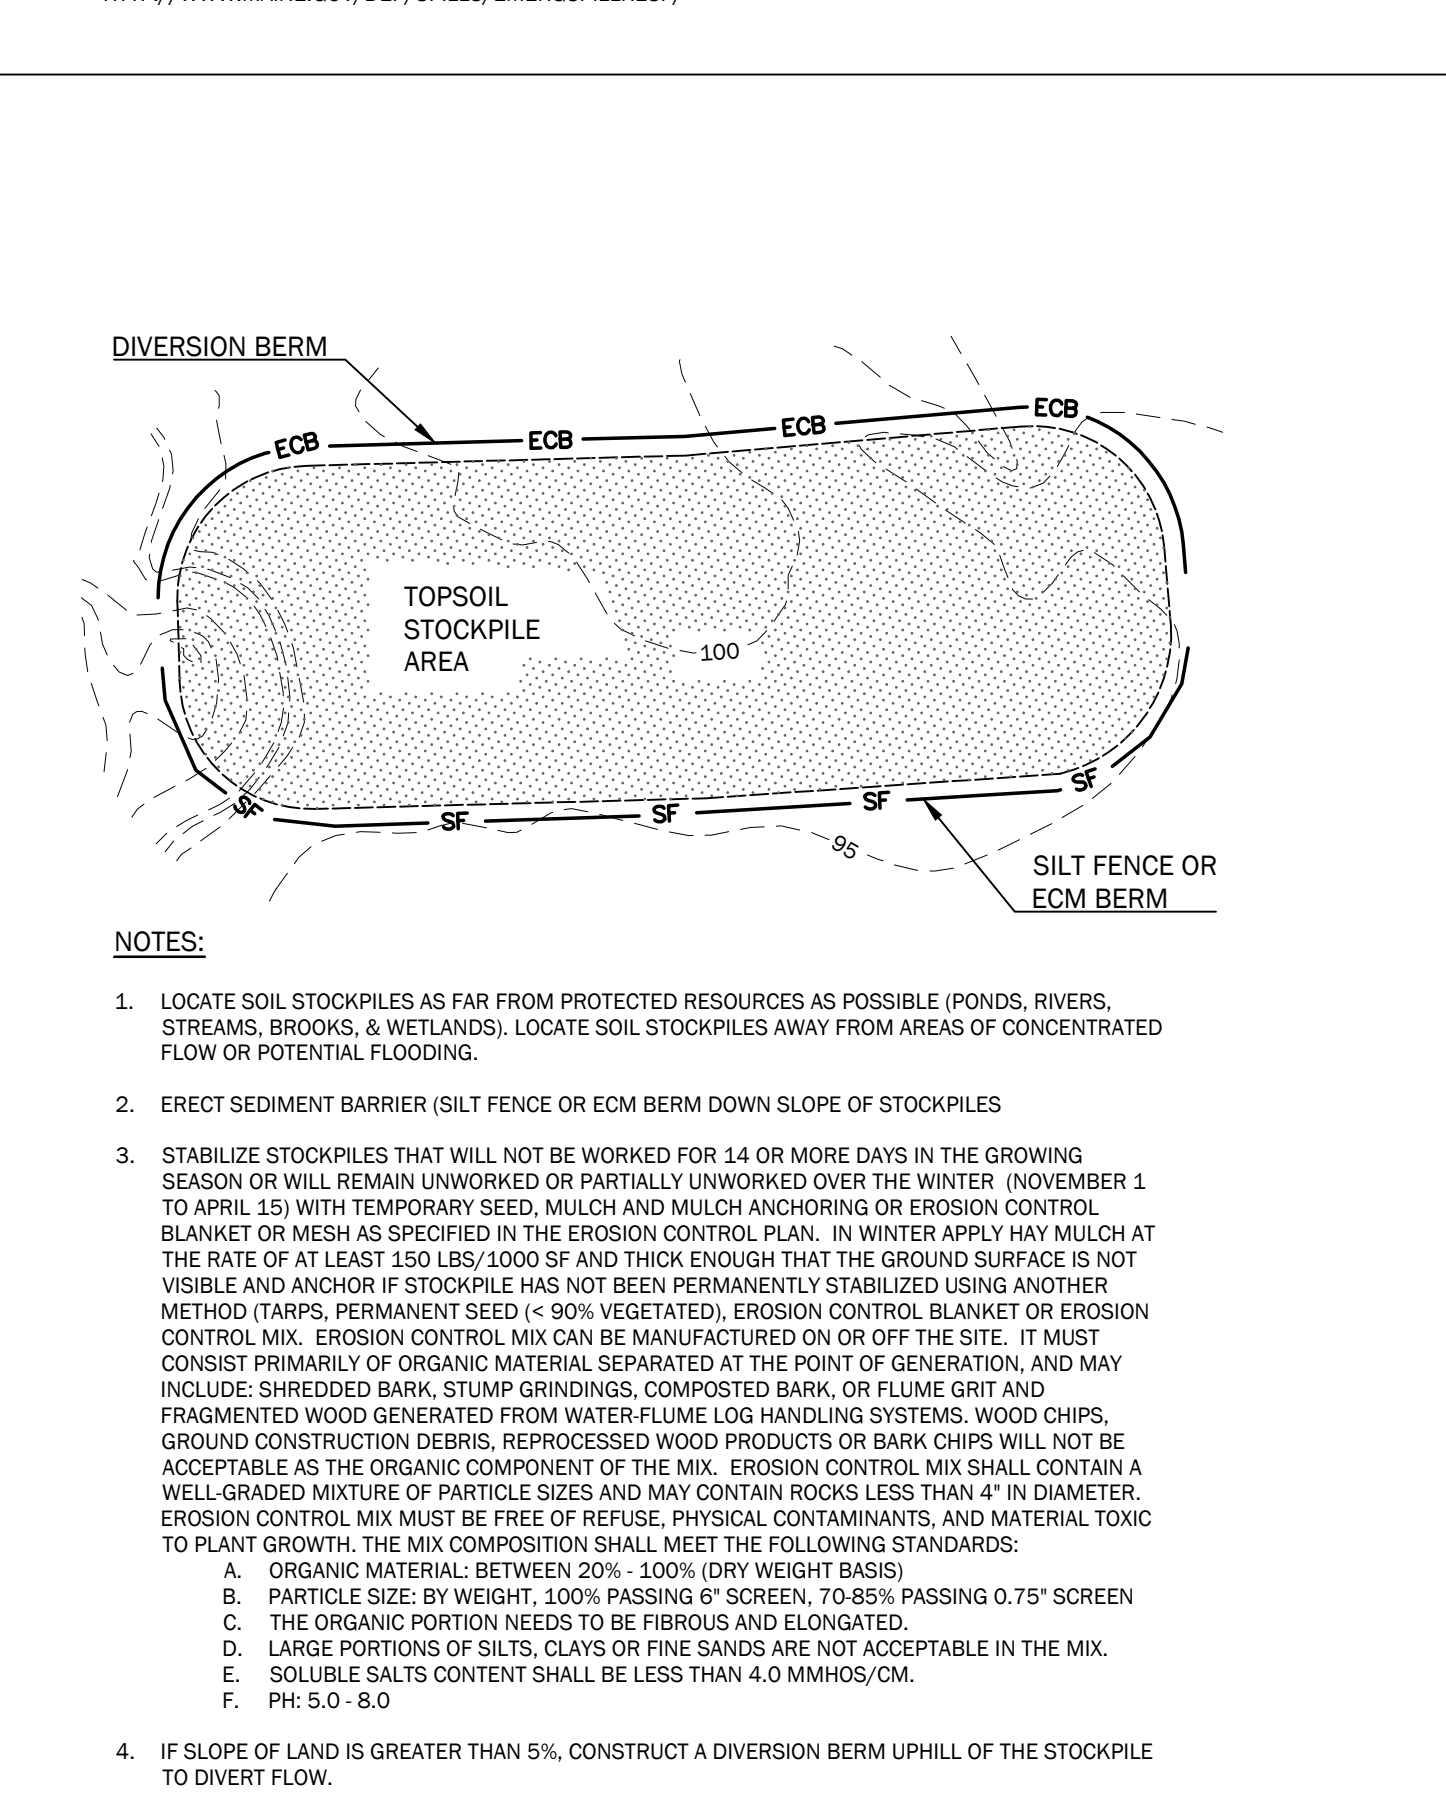 DIVERSION BERM
ECB
ECB
ECB
ECB
TOPSOIL
STOCKPILE
AREA
100
SF
SF
SF
SF
SF
95
SILT FENCE OR
ECM BERM
NOTES:
1. LOCATE SOIL STOCKPILES AS FAR FROM PROTECTED RESOURCES AS POSSIBLE (PONDS, RIVERS,
STREAMS, BROOKS, & WETLANDS). LOCATE SOIL STOCKPILES AWAY FROM AREAS OF CONCENTRATED
FLOW OR POTENTIAL FLOODING.
2. ERECT SEDIMENT BARRIER (SILT FENCE OR ECM BERM DOWN SLOPE OF STOCKPILES
3. STABILIZE STOCKPILES THAT WILL NOT BE WORKED FOR 14 OR MORE DAYS IN THE GROWING
SEASON OR WILL REMAIN UNWORKED OR PARTIALLY UNWORKED OVER THE WINTER (NOVEMBER 1
TO APRIL 15) WITH TEMPORARY SEED, MULCH AND MULCH ANCHORING OR EROSION CONTROL
BLANKET OR MESH AS SPECIFIED IN THE EROSION CONTROL PLAN. IN WINTER APPLY HAY MULCH AT
THE RATE OF AT LEAST 150 LBS/1000 SF AND THICK ENOUGH THAT THE GROUND SURFACE IS NOT
VISIBLE AND ANCHOR IF STOCKPILE HAS NOT BEEN PERMANENTLY STABILIZED USING ANOTHER
METHOD (TARPS, PERMANENT SEED (< 90% VEGETATED), EROSION CONTROL BLANKET OR EROSION
CONTROL MIX. EROSION CONTROL MIX CAN BE MANUFACTURED ON OR OFF THE SITE. IT MUST
CONSIST PRIMARILY OF ORGANIC MATERIAL SEPARATED AT THE POINT OF GENERATION, AND MAY
INCLUDE: SHREDDED BARK, STUMP GRINDINGS, COMPOSTED BARK, OR FLUME GRIT AND
FRAGMENTED WOOD GENERATED FROM WATER-FLUME LOG HANDLING SYSTEMS. WOOD CHIPS,
GROUND CONSTRUCTION DEBRIS, REPROCESSED WOOD PRODUCTS OR BARK CHIPS WILL NOT BE
ACCEPTABLE AS THE ORGANIC COMPONENT OF THE MIX. EROSION CONTROL MIX SHALL CONTAIN A
WELL-GRADED MIXTURE OF PARTICLE SIZES AND MAY CONTAIN ROCKS LESS THAN 4" IN DIAMETER.
EROSION CONTROL MIX MUST BE FREE OF REFUSE, PHYSICAL CONTAMINANTS, AND MATERIAL TOXIC
TO PLANT GROWTH. THE MIX COMPOSITION SHALL MEET THE FOLLOWING STANDARDS:
A. ORGANIC MATERIAL: BETWEEN 20% - 100% (DRY WEIGHT BASIS)
B. PARTICLE SIZE: BY WEIGHT, 100% PASSING 6" SCREEN, 70-85% PASSING 0.75" SCREEN
C. THE ORGANIC PORTION NEEDS TO BE FIBROUS AND ELONGATED.
D. LARGE PORTIONS OF SILTS, CLAYS OR FINE SANDS ARE NOT ACCEPTABLE IN THE MIX.
E. SOLUBLE SALTS CONTENT SHALL BE LESS THAN 4.0 MMHOS/CM.
F. PH: 5.0 - 8.0
4. IF SLOPE OF LAND IS GREATER THAN 5%, CONSTRUCT A DIVERSION BERM UPHILL OF THE STOCKPILE
TO DIVERT FLOW.